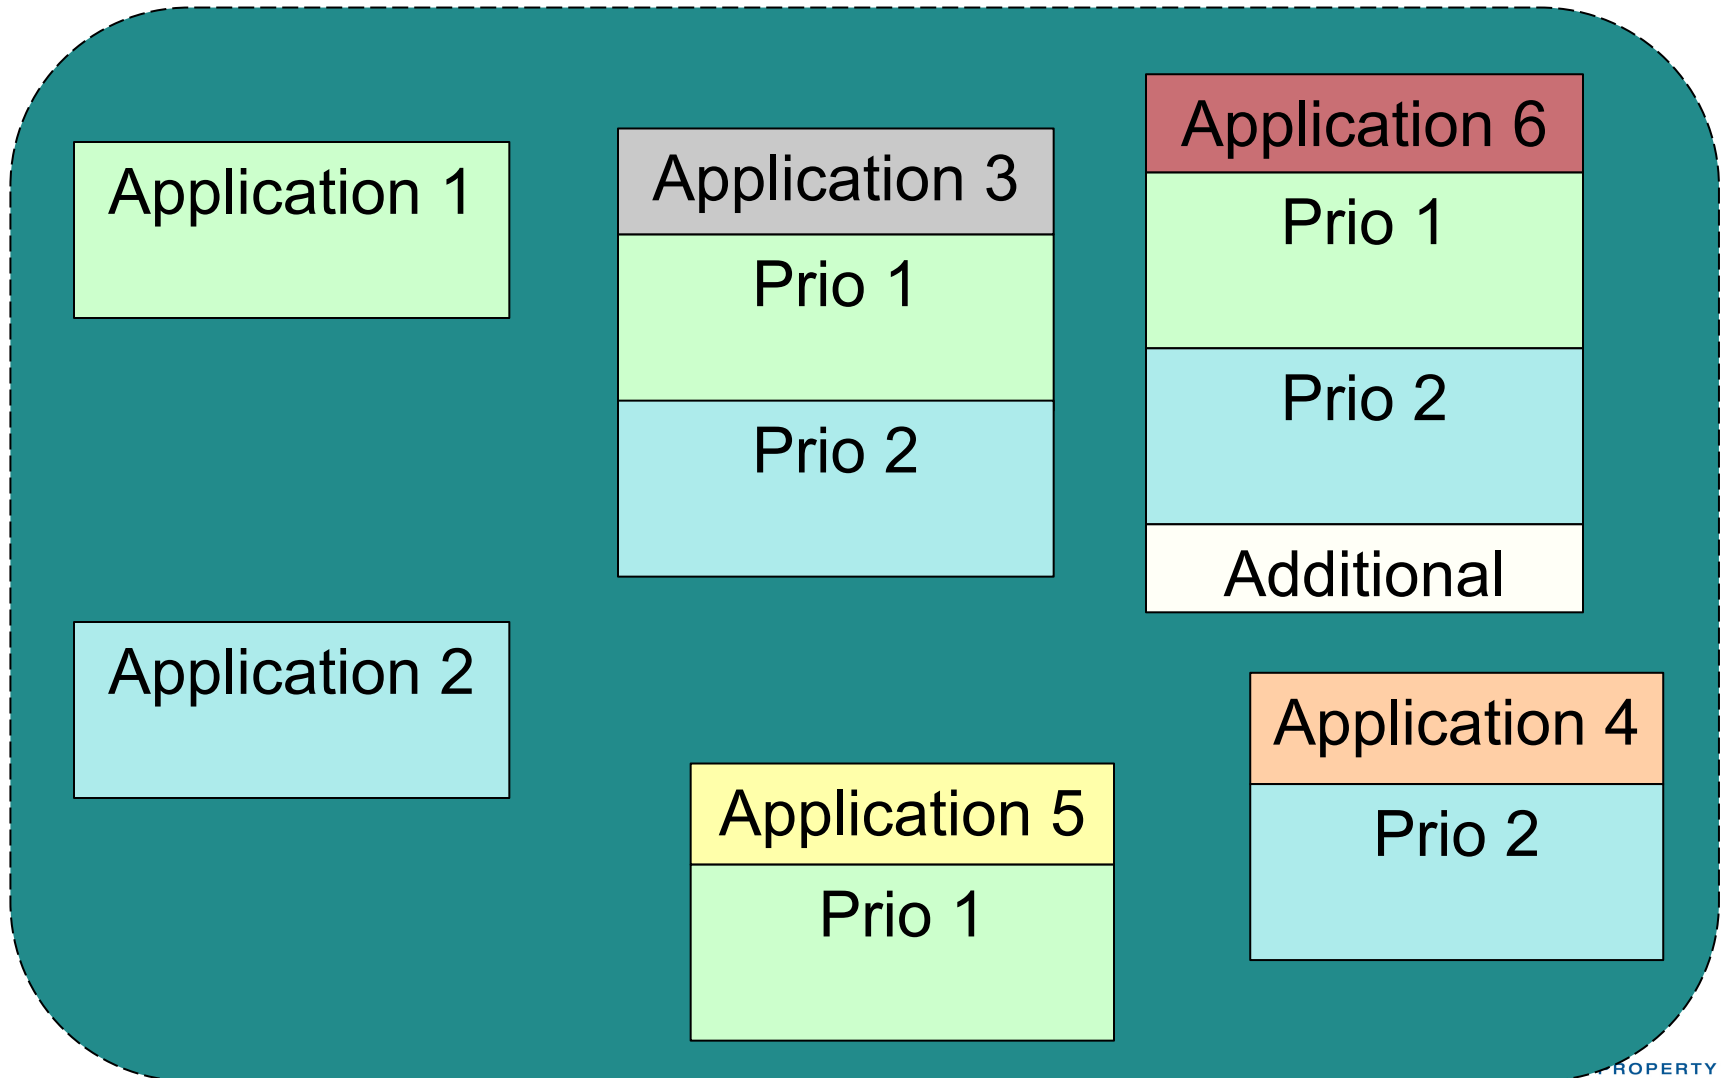 Application 1
Application 2
Application 3
Prio 1
Prio 2
Application 5
Prio 1
Application 6
Prio 1
Prio 2
Additional
Application 4
Prio 2
PROPERTY